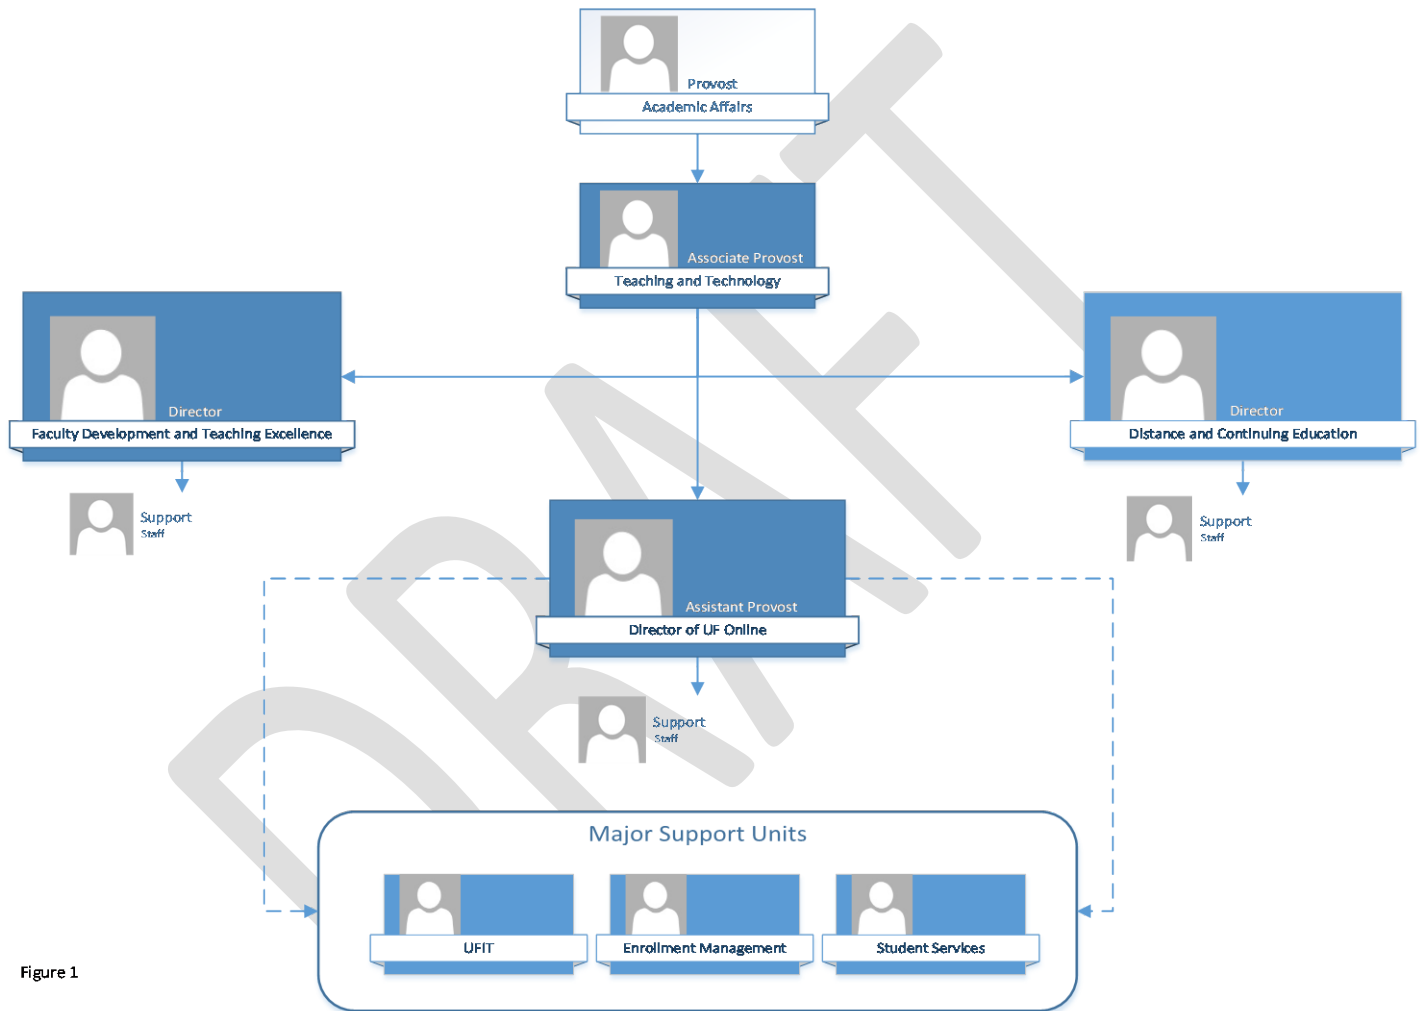 Provost
Academic Affairs
Associate Provost
Teaching and Technology
Director
Faculty Development and Teaching Excellence
Director
Distance and Continuing Education
Support
Staff
Support
Staff
Assistant Provost
Director of UF Online
Support
Staff
DRAFT
Major Support Units
UFIT
Enrollment Management
Student Services
Figure 1